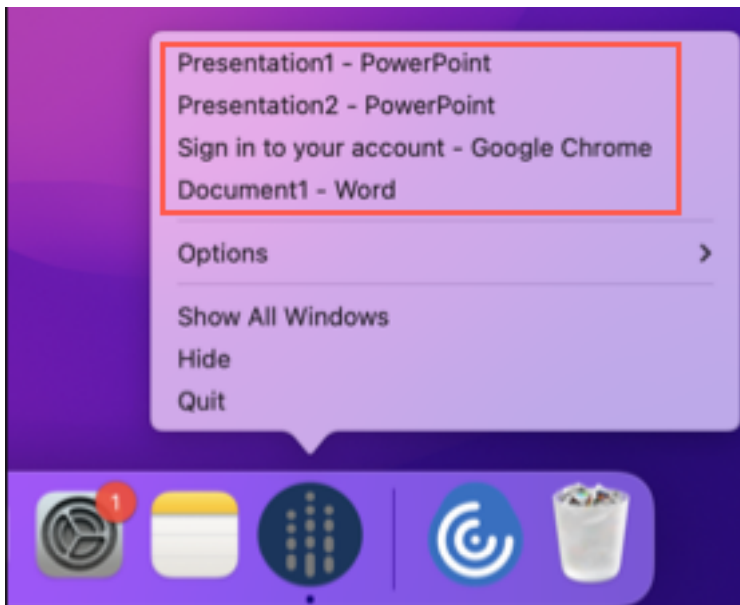 Presentation1 - PowerPoint
Presentation2 - PowerPoint
Sign in to your account - Google Chrome
Document1 - Word
Options
Show All Windows
Hide
Quit
1